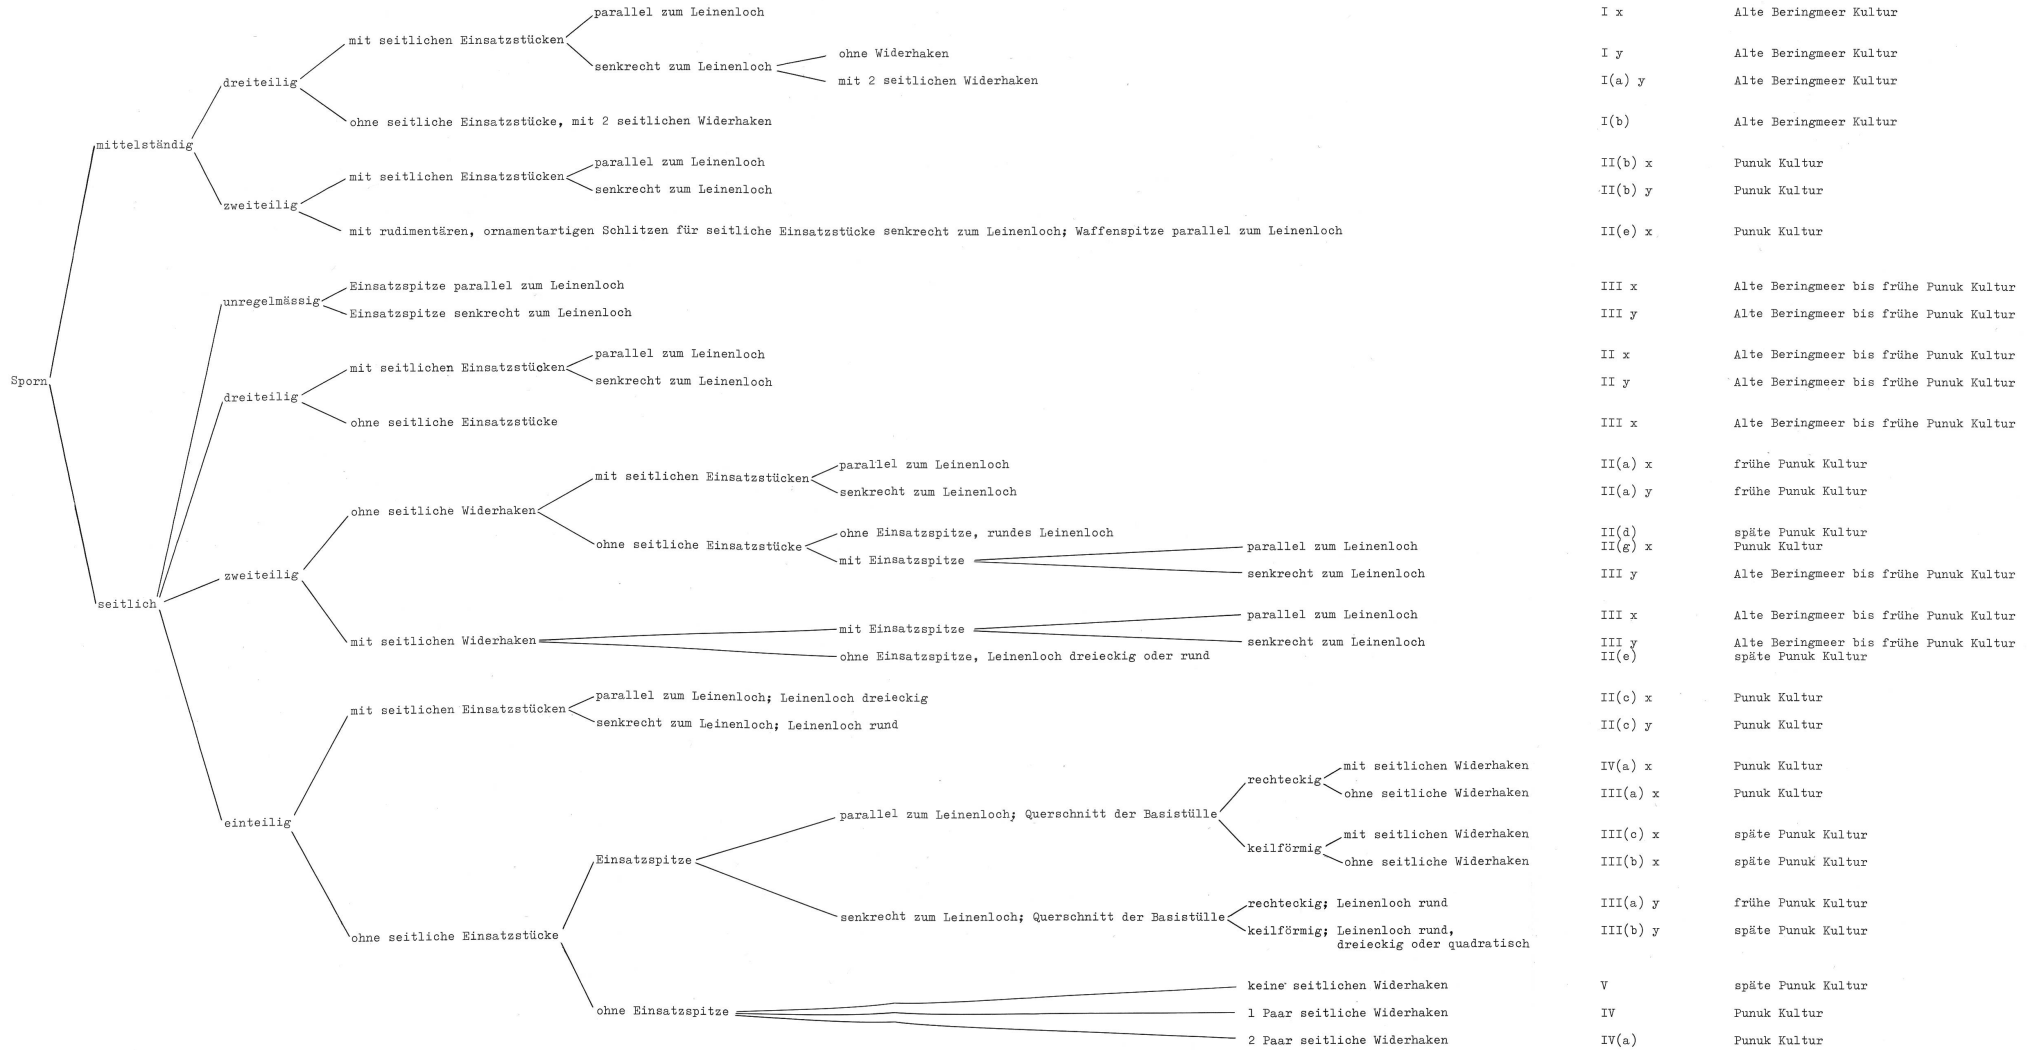 parallel zum Leinenloch I x Alte Beringmeer Kultur
mit seitlichen Einsatzstücken
senkrecht zum Leinenloch
ohne Widerhaken I y Alte Beringmeer Kultur
mit 2 seitlichen Widerhaken I(a) y Alte Beringmeer Kultur
dreiteilig
ohne seitliche Einsatzstücke, mit 2 seitlichen Widerhaken I(b) Alte Beringmeer Kultur
mittelständig
parallel zum Leinenloch II(b) x Punuk Kultur
mit seitlichen Einsatzstücken
senkrecht zum Leinenloch II(b) y Punuk Kultur
zweiteilig
mit rudimentären, ornamentartigen Schlitzen für seitliche Einsatzstücke senkrecht zum Leinenloch; Waffenspitze parallel zum Leinenloch II(e) x Punuk Kultur
Einsatzspitze parallel zum Leinenloch III x Alte Beringmeer bis frühe Punuk Kultur
unregelmässig
Einsatzspitze senkrecht zum Leinenloch III y Alte Beringmeer bis frühe Punuk Kultur
parallel zum Leinenloch II x Alte Beringmeer bis frühe Punuk Kultur
mit seitlichen Einsatzstücken
Sporn
senkrecht zum Leinenloch II y Alte Beringmeer bis frühe Punuk Kultur
dreiteilig
ohne seitliche Einsatzstücke III x Alte Beringmeer bis frühe Punuk Kultur
parallel zum Leinenloch II(a) x frühe Punuk Kultur
mit seitlichen Einsatzstücken
senkrecht zum Leinenloch II(a) y frühe Punuk Kultur
ohne seitliche Widerhaken
ohne Einsatzspitze, rundes Leinenloch II(d) späte Punuk Kultur
ohne seitliche Einsatzstücke
parallel zum Leinenloch II(g) x Punuk Kultur
mit Einsatzspitze
senkrecht zum Leinenloch III y Alte Beringmeer bis frühe Punuk Kultur
zweiteilig
seitlich
parallel zum Leinenloch III x Alte Beringmeer bis frühe Punuk Kultur
mit Einsatzspitze
mit seitlichen Widerhaken
senkrecht zum Leinenloch III y Alte Beringmeer bis frühe Punuk Kultur
ohne Einsatzspitze, Leinenloch dreieckig oder rund II(e) späte Punuk Kultur
parallel zum Leinenloch; Leinenloch dreieckig II(c) x Punuk Kultur
mit seitlichen Einsatzstücken
senkrecht zum Leinenloch; Leinenloch rund II(c) y Punuk Kultur
mit seitlichen Widerhaken IV(a) x Punuk Kultur
rechteckig
ohne seitliche Widerhaken III(a) x Punuk Kultur
parallel zum Leinenloch; Querschnitt der Basistülle
einteilig
mit seitlichen Widerhaken III(c) x späte Punuk Kultur
keilförmig
ohne seitliche Widerhaken III(b) x späte Punuk Kultur
Einsatzspitze
rechteckig; Leinenloch rund III(a) y frühe Punuk Kultur
senkrecht zum Leinenloch; Querschnitt der Basistülle
keilförmig; Leinenloch rund, III(b) y späte Punuk Kultur
dreieckig oder quadratisch
ohne seitliche Einsatzstücke
keine seitlichen Widerhaken V späte Punuk Kultur
ohne Einsatzspitze
1 Paar seitliche Widerhaken IV Punuk Kultur
2 Paar seitliche Widerhaken IV(a) Punuk Kultur